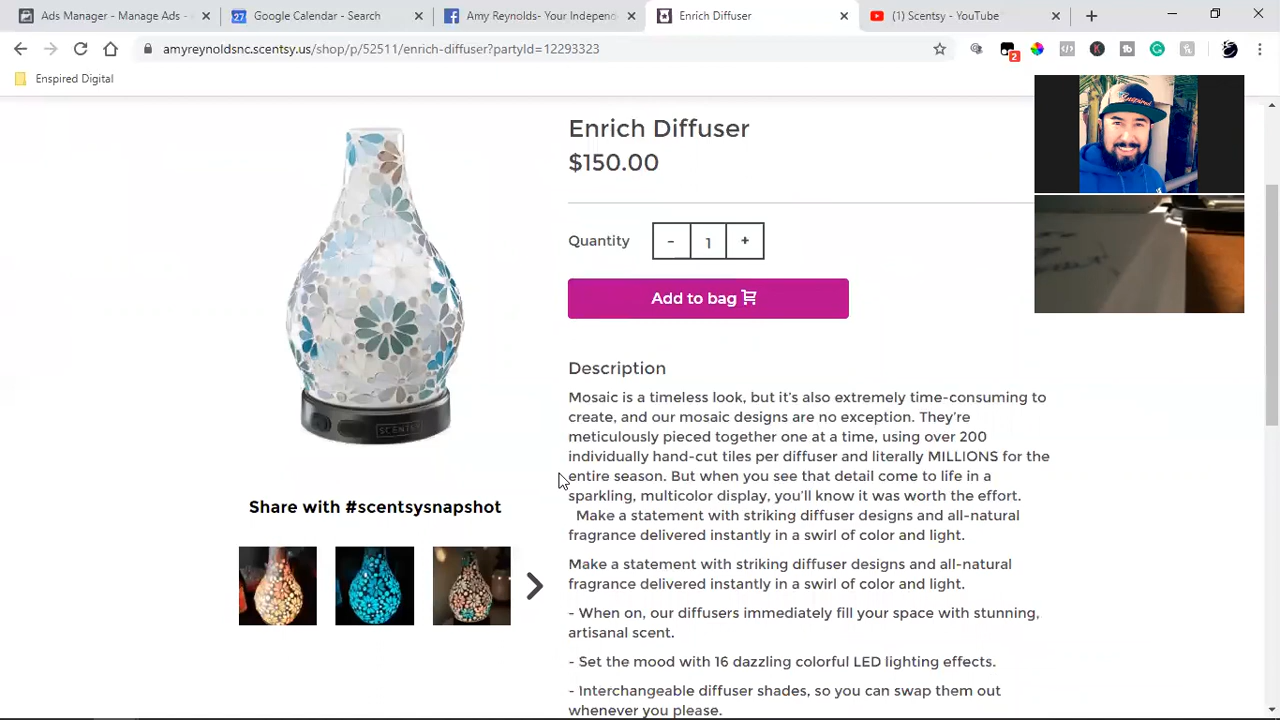 Ads Manager - Manage Ads
Google Calendar - Search
Amy Reynolds- Your Independ
Enrich Diffuser
(1) Scentsy - YouTube
amyreynoldsnc.scentsy.us/shop/p/52511/enrich-diffuser?partyId=12293323
2
Enspired Digital
Enrich Diffuser
$150.00
Quantity - 1 +
Add to bag
SCENTSY
Description
Mosaic is a timeless look, but it's also extremely time-consuming to
create, and our mosaic designs are no exception. They're
meticulously pieced together one at a time, using over 200
individually hand-cut tiles per diffuser and literally MILLIONS for the
entire season. But when you see that detail come to life in a
sparkling, multicolor display, you'll know it was worth the effort.
Make a statement with striking diffuser designs and all-natural
fragrance delivered instantly in a swirl of color and light.
Share with #scentsysnapshot
Make a statement with striking diffuser designs and all-natural
fragrance delivered instantly in a swirl of color and light.
- When on, our diffusers immediately fill your space with stunning,
artisanal scent.
- Set the mood with 16 dazzling colorful LED lighting effects.
- Interchangeable diffuser shades, so you can swap them out
whenever you please.